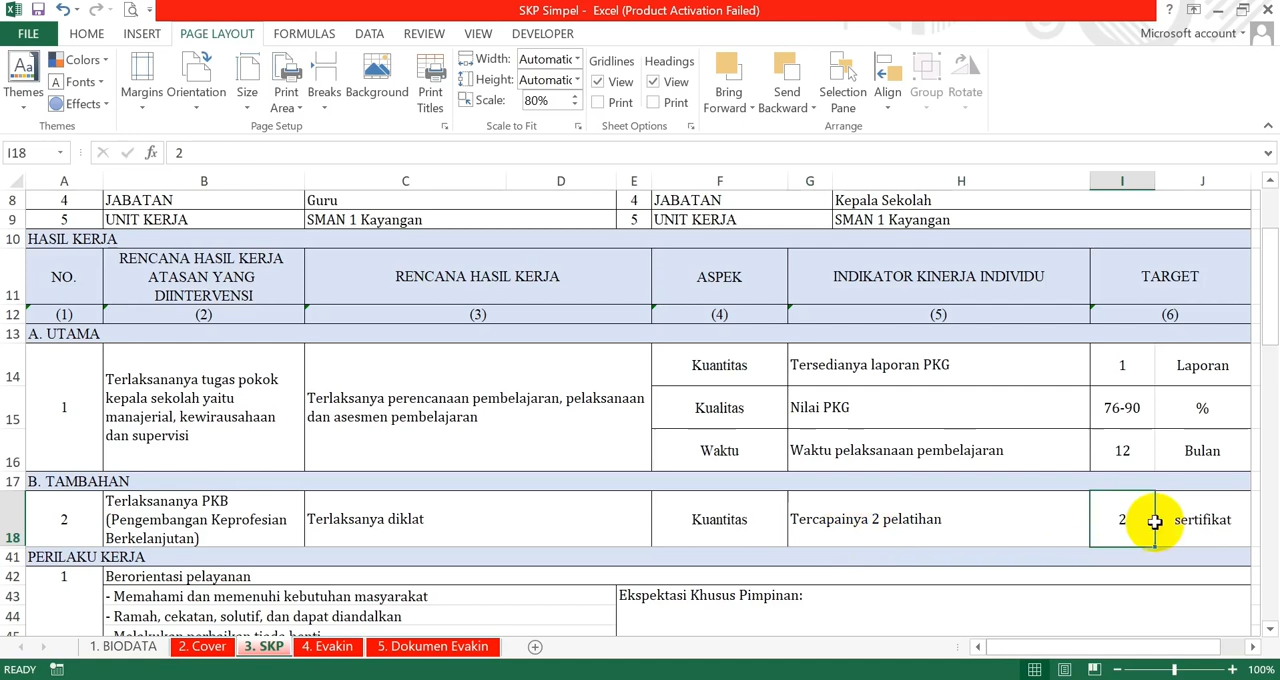 SKP Simpel - Excel (Product Activation Failed)
FILE HOME INSERT PAGE LAYOUT FORMULAS DATA REVIEW VIEW DEVELOPER Microsoft account
Themes
Colors
Fonts
Effects
Themes
Margins Orientation Size Print Area Breaks Background Print Titles
Page Setup
Width: Automatic
Height: Automatic
Scale: 80%
Scale to Fit
Gridlines Headings
View View
Print Print
Sheet Options
Bring Forward Send Backward Selection Pane Align Group Rotate
Arrange
I18 fx 2
A B C D E F G H I J
8 4 JABATAN Guru 4 JABATAN Kepala Sekolah
9 5 UNIT KERJA SMAN 1 Kayangan 5 UNIT KERJA SMAN 1 Kayangan
10 HASIL KERJA
11 NO. RENCANA HASIL KERJA ATASAN YANG DIINTERVENSI RENCANA HASIL KERJA ASPEK INDIKATOR KINERJA INDIVIDU TARGET
12 (1) (2) (3) (4) (5) (6)
13 A. UTAMA
1 Terlaksananya tugas pokok kepala sekolah yaitu manajerial, kewirausahaan dan supervisi Terlaksanya perencanaan pembelajaran, pelaksanaan dan asesmen pembelajaran
14 Kuantitas Tersedianya laporan PKG 1 Laporan
15 Kualitas Nilai PKG 76-90 %
16 Waktu Waktu pelaksanaan pembelajaran 12 Bulan
17 B. TAMBAHAN
18 2 Terlaksananya PKB (Pengembangan Keprofesian Berkelanjutan) Terlaksanya diklat Kuantitas Tercapainya 2 pelatihan 2 sertifikat
41 PERILAKU KERJA
42 1 Berorientasi pelayanan
43 - Memahami dan memenuhi kebutuhan masyarakat Ekspektasi Khusus Pimpinan:
44 - Ramah, cekatan, solutif, dan dapat diandalkan
1. BIODATA 2. Cover 3. SKP 4. Evakin 5. Dokumen Evakin
READY 100%